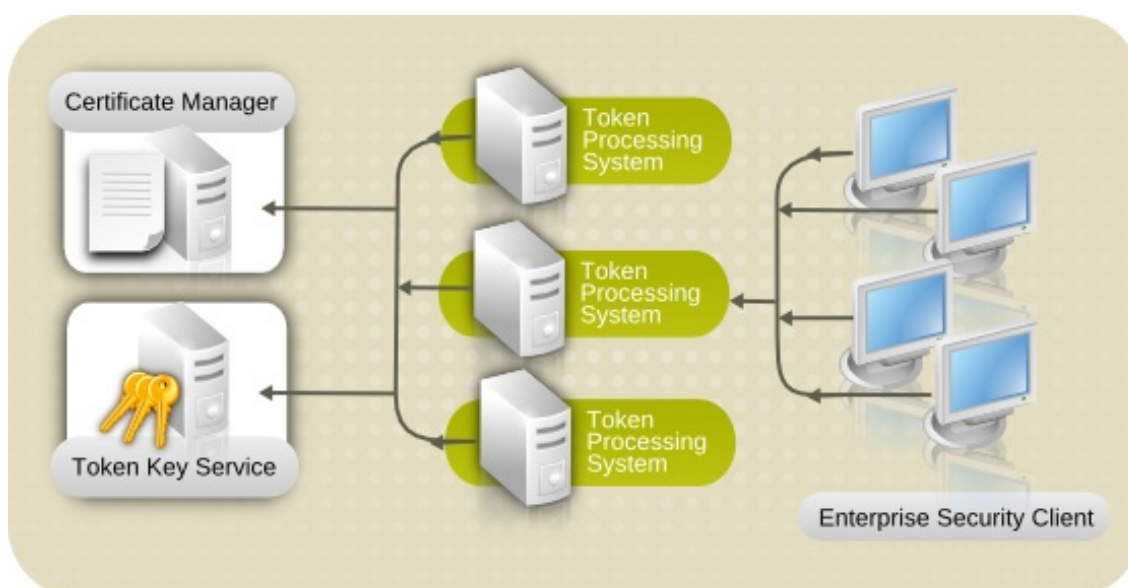 Certificate Manager
Token
Processing
System
Token
Processing
System
Token Key Service
Token
Processing
System
Enterprise Security Client